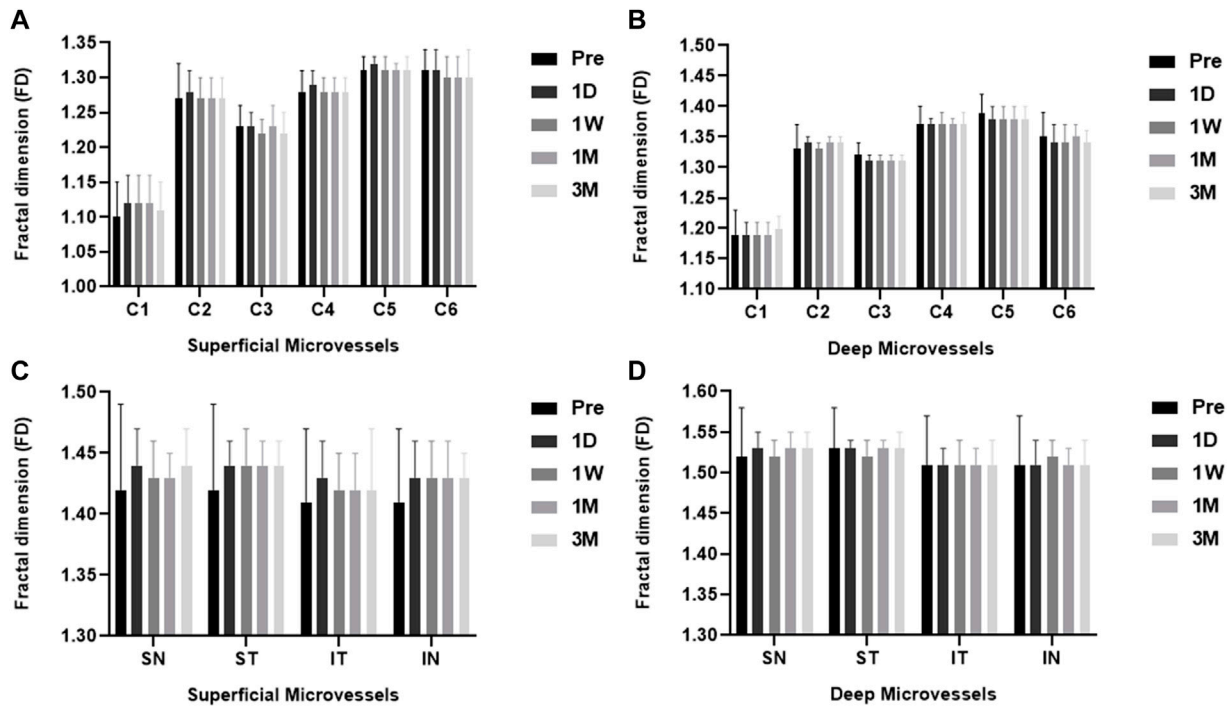 A
Fractal dimension (FD)
1.35
1.30
1.25
1.20
1.15
1.10
1.05
1.00
C1 C2 C3 C4 C5 C6
Superficial Microvessels
Pre
1D
1W
1M
3M
B
Fractal dimension (FD)
1.50
1.45
1.40
1.35
1.30
1.25
1.20
1.15
1.10
C1 C2 C3 C4 C5 C6
Deep Microvessels
Pre
1D
1W
1M
3M
C
Fractal dimension (FD)
1.50
1.45
1.40
1.35
1.30
SN ST IT IN
Superficial Microvessels
Pre
1D
1W
1M
3M
D
Fractal dimension (FD)
1.60
1.55
1.50
1.45
1.40
1.35
1.30
SN ST IT IN
Deep Microvessels
Pre
1D
1W
1M
3M